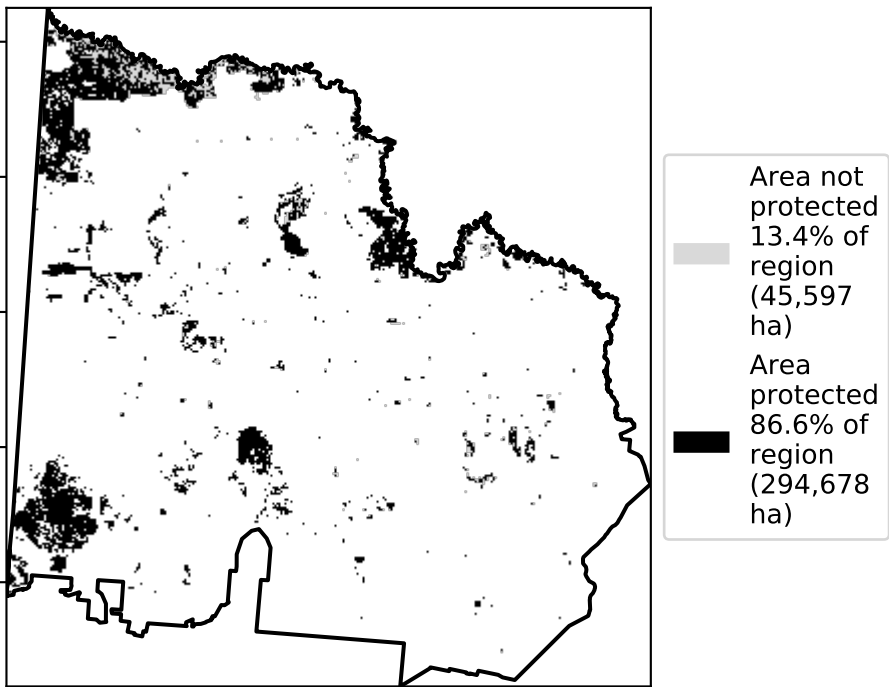 Area not
protected
13.4% of
region
(45,597
ha)
Area
protected
86.6% of
region
(294,678
ha)